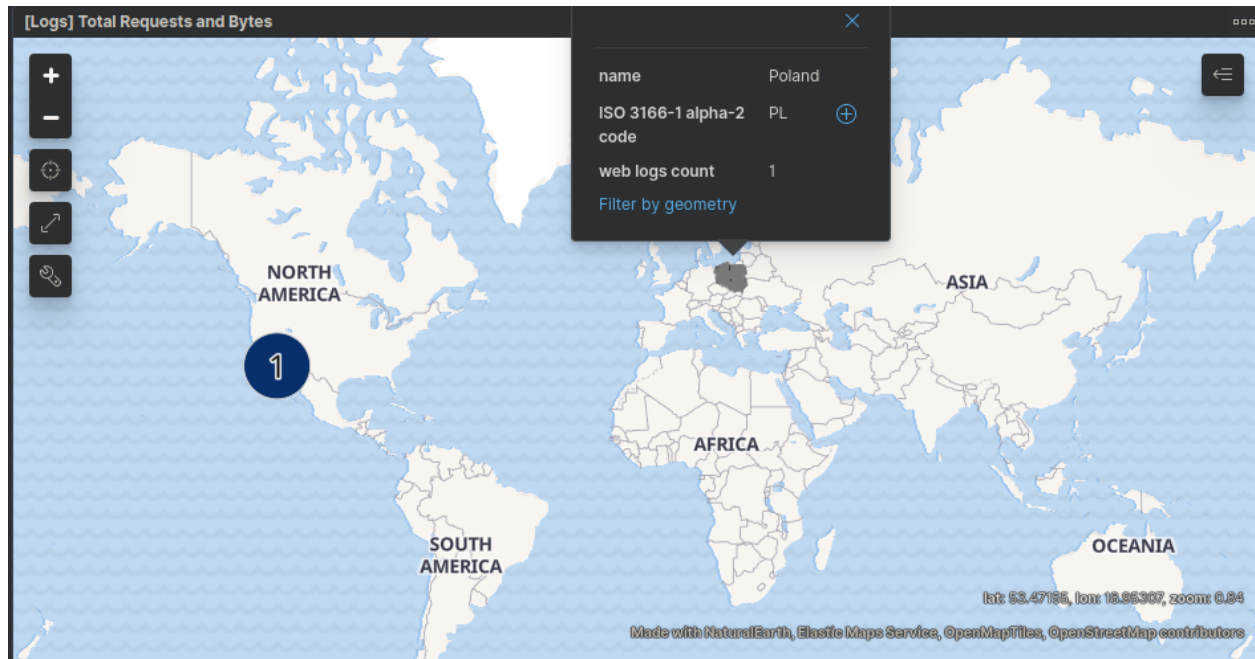 [Logs] Total Requests and Bytes
name Poland
ISO 3166-1 alpha-2 PL
code
web logs count 1
Filter by geometry
NORTH
AMERICA
ASIA
1
AFRICA
SOUTH
AMERICA
OCEANIA
lat: 53.47135, lon: 18.95307, zoom: 0.84
Made with NaturalEarth, Elastic Maps Service, OpenMapTiles, OpenStreetMap contributors